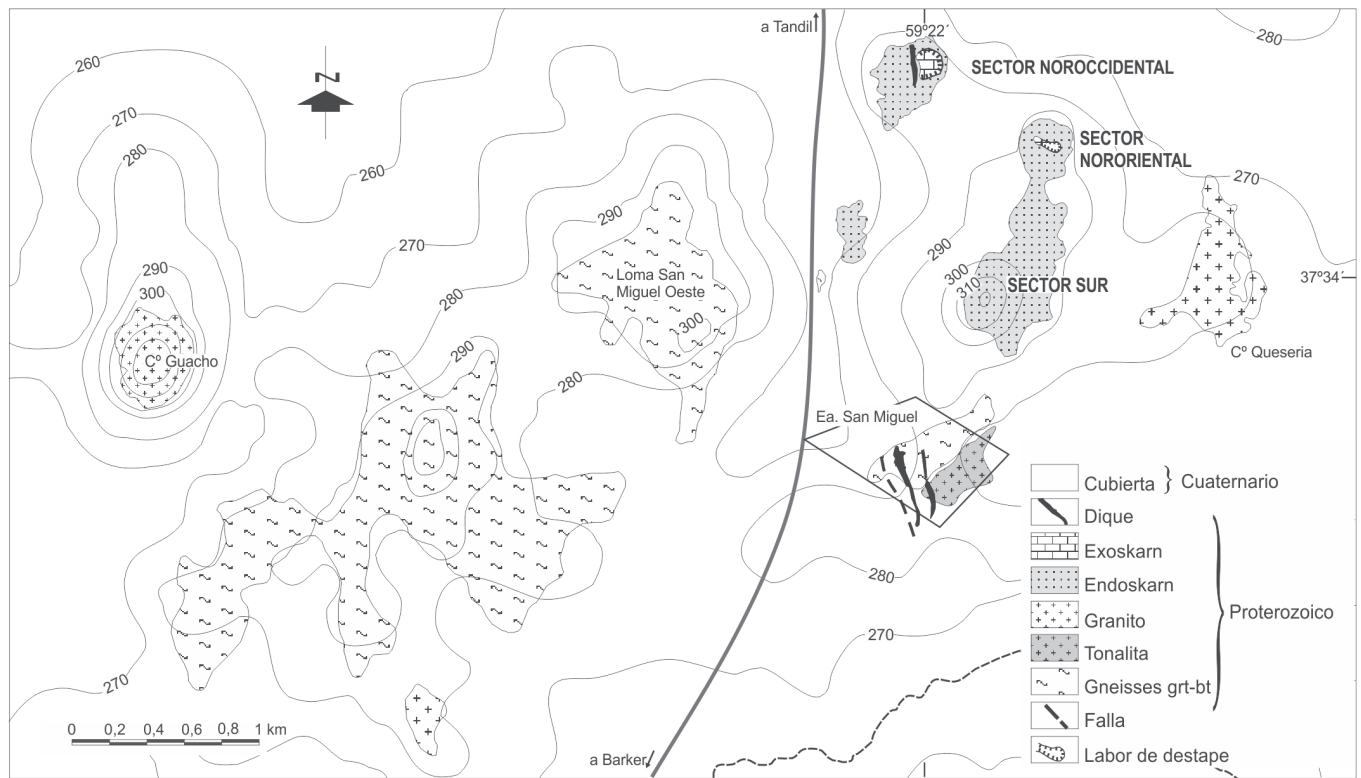 a Tandil
59º22´
280
260
N
SECTOR NOROCCIDENTAL
270
SECTOR
NORORIENTAL
280
260
270
290
270
290
Loma San
Miguel Oeste
290
300
310
SECTOR SUR
37º34´
290
300
280
300
Cº Guacho
290
280
Cº Queseria
Ea. San Miguel
Cubierta } Cuaternario
Dique
Exoskarn
280
Endoskarn
Granito
Proterozoico
270
Tonalita
270
Gneisses grt-bt
Falla
0 0,2 0,4 0,6 0,8 1 km
a Barker
Labor de destape